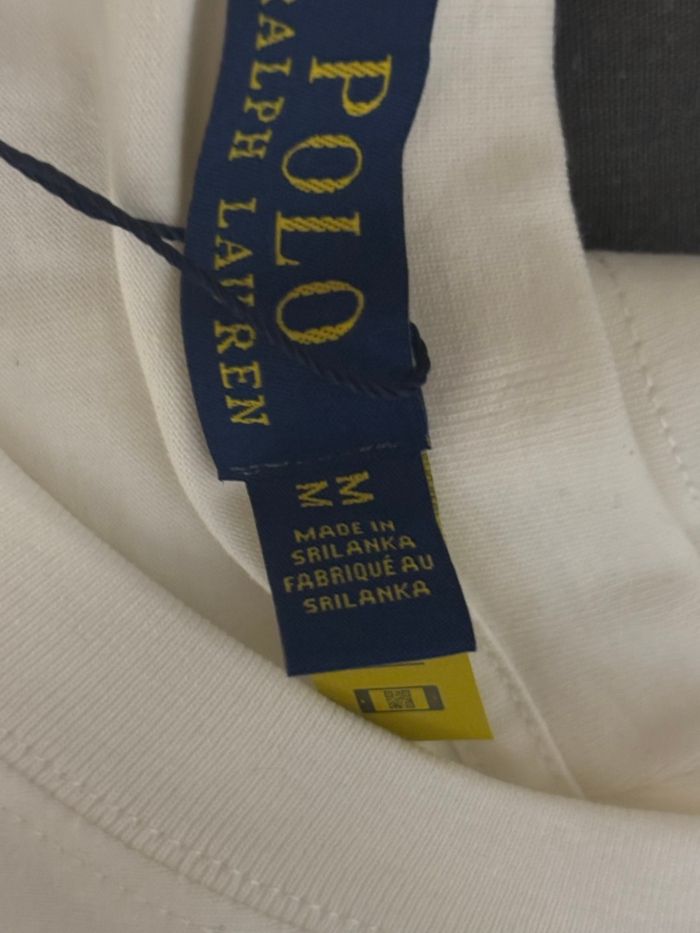 POLO
RALPH LAUREN
M M
MADE IN
SRILANKA
FABRIQUÉ AU
SRILANKA